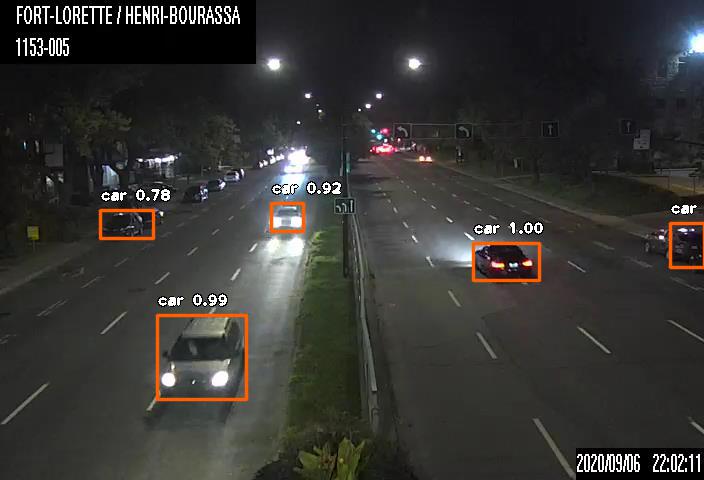 FORT-LORETTE / HENRI-BOURASSA
1153-005
car 0.78
car 0.92
car
car 1.00
car 0.99
2020/09/06 22:02:11